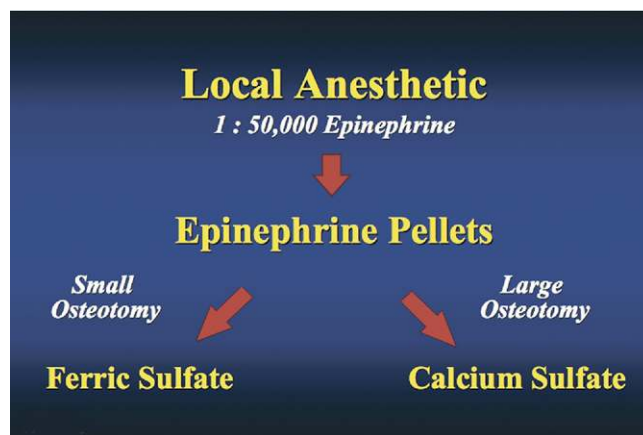 Local Anesthetic
1 : 50,000 Epinephrine
Epinephrine Pellets
Small
Osteotomy
Large
Osteotomy
Ferric Sulfate
Calcium Sulfate